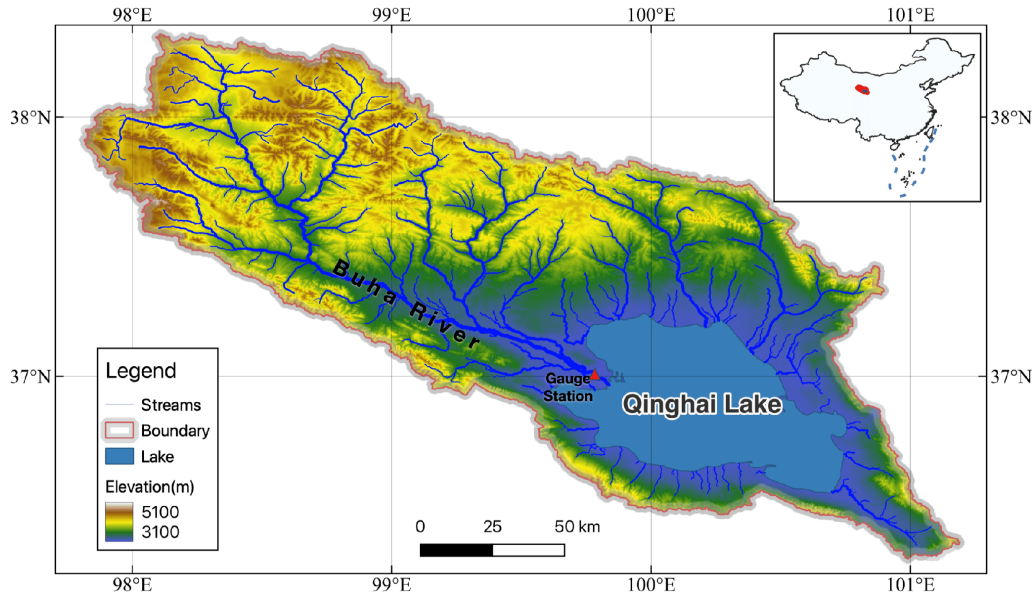 98°E
99°E
100°E
101°E
38°N
38°N
Buha River
37°N
37°N
Gauge
Station
Qinghai Lake
Legend
Streams
Boundary
Lake
Elevation(m)
5100
3100
0
25
50 km
98°E
99°E
100°E
101°E